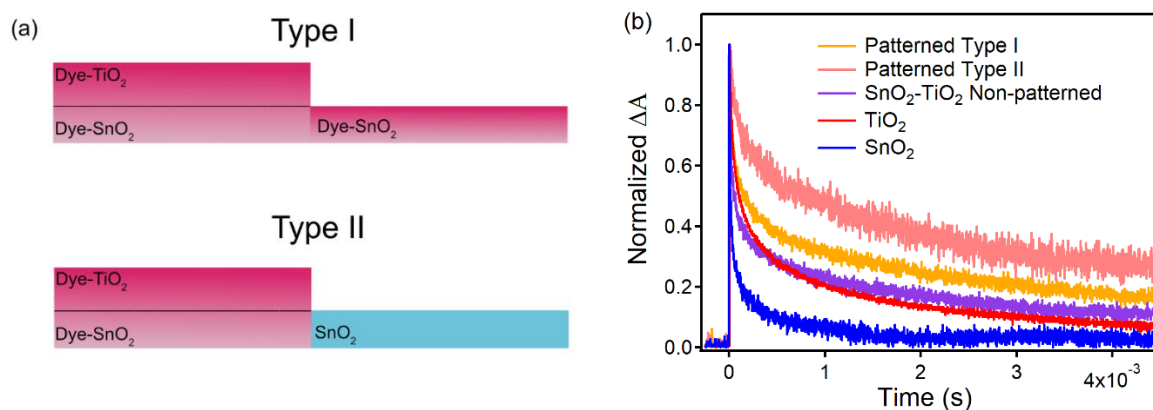 (a)
Type I
Dye-TiO₂
Dye-SnO₂
Dye-SnO₂
Type II
Dye-TiO₂
Dye-SnO₂
SnO₂
(b)
Normalized ΔA
1.0
0.8
0.6
0.4
0.2
0.0
Patterned Type I
Patterned Type II
SnO₂-TiO₂ Non-patterned
TiO₂
SnO₂
0 1 2 3 4x10⁻³
Time (s)